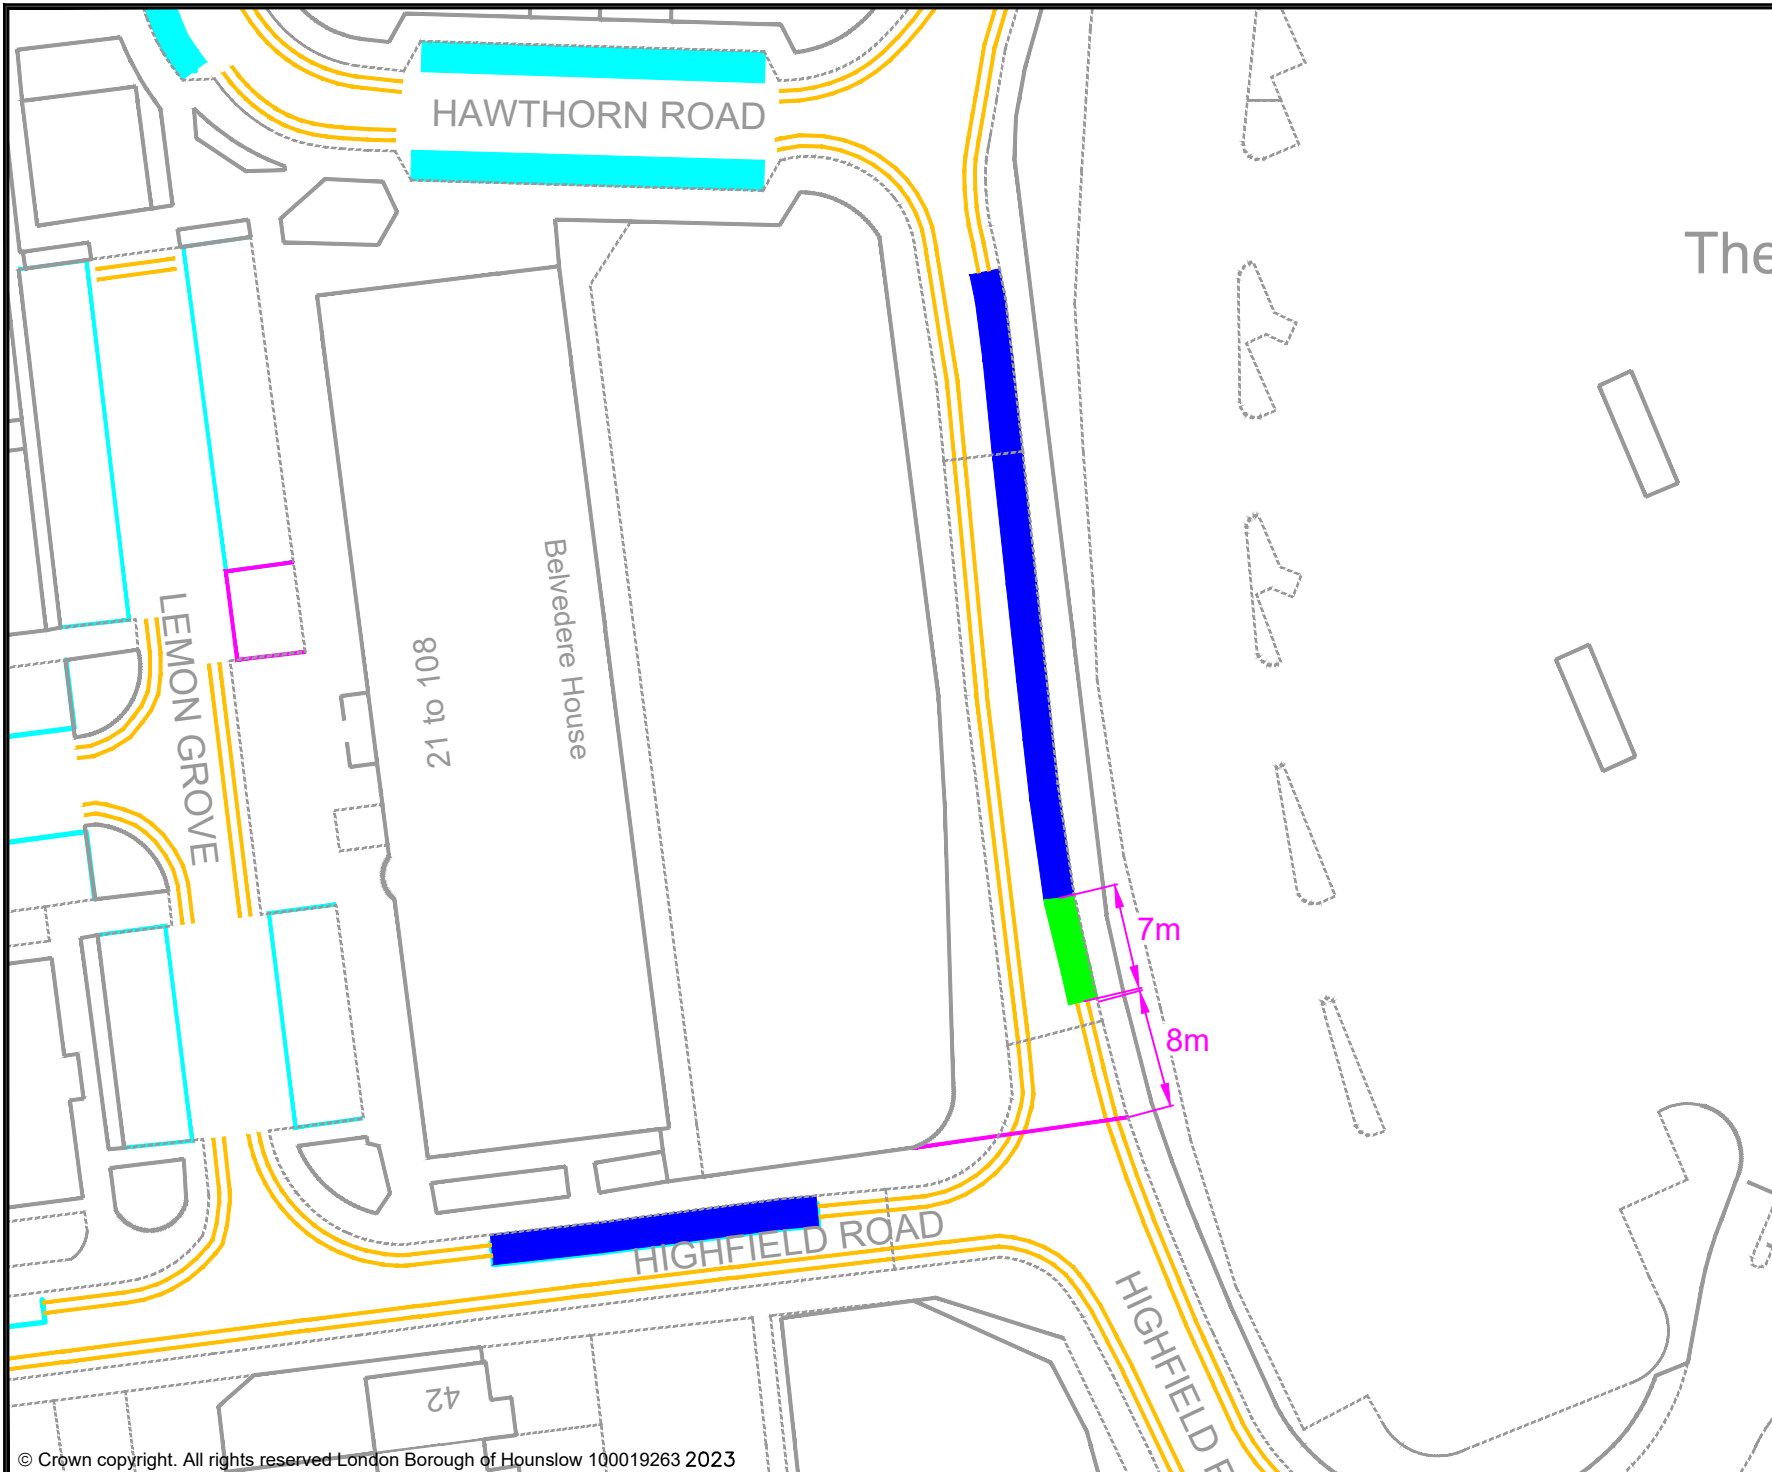 HAWTHORN ROAD
The
LEMON GROVE
21 to 108
Belvedere House
7m
8m
HIGHFIELD ROAD
HIGHFIELD R
42
© Crown copyright. All rights reserved London Borough of Hounslow 100019263 2023